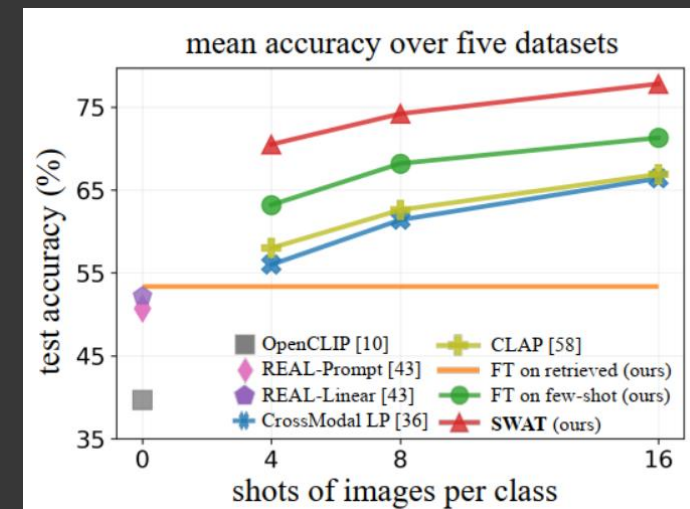 mean accuracy over five datasets
test accuracy (%)
75
65
55
45
35
OpenCLIP [10]
REAL-Prompt [43]
REAL-Linear [43]
CrossModal LP [36]
CLAP [58]
FT on retrieved (ours)
FT on few-shot (ours)
SWAT (ours)
0 4 8 16
shots of images per class